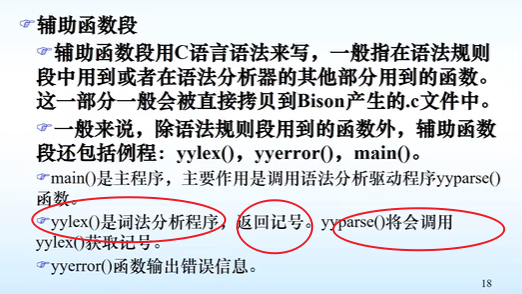 辅助函数段
辅助函数段用C语言语法来写，一般指在语法规则
段中用到或者在语法分析器的其他部分用到的函数。
这一部分一般会被直接拷贝到Bison产生的.c文件中。
一般来说，除语法规则段用到的函数外，辅助函数
段还包括例程：yylex()，yyerror()，main()。
main()是主程序，主要作用是调用语法分析驱动程序yyparse()
函数。
yylex()是词法分析程序，返回记号。yyparse()将会调用
yylex()获取记号。
yyerror()函数输出错误信息。
18